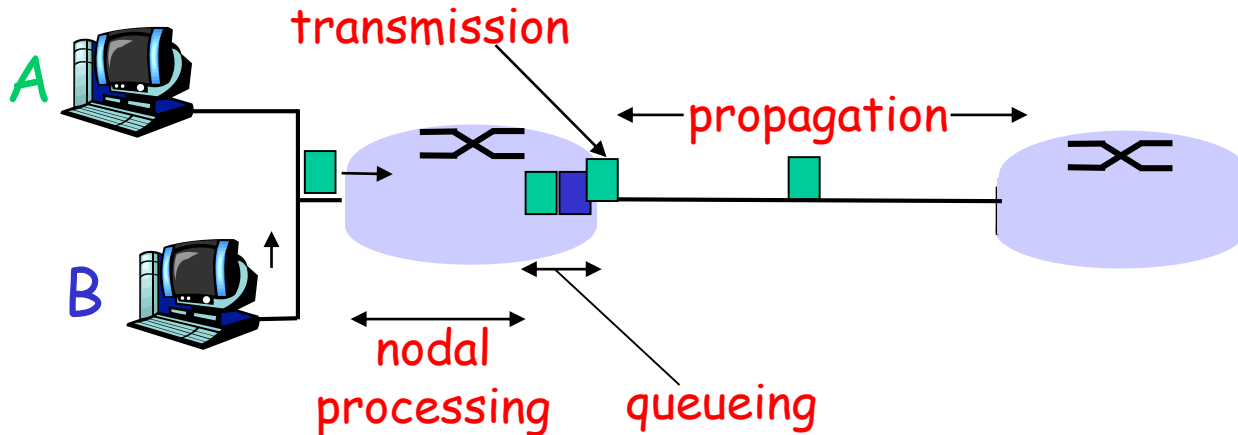 transmission
A
propagation
B
nodal
processing
queueing